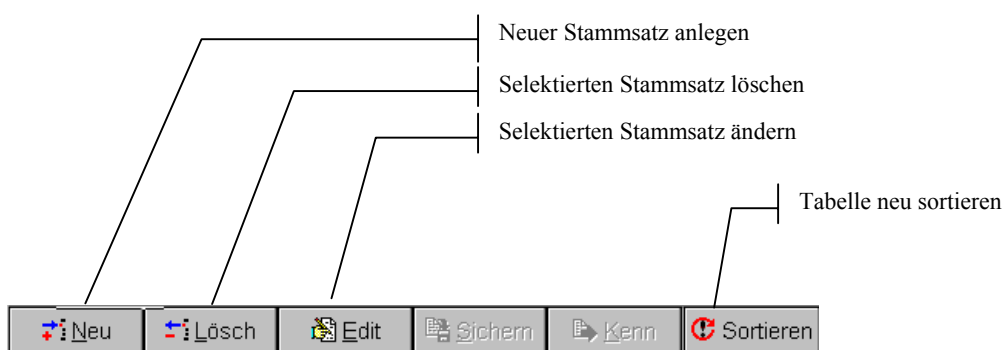 Neuer Stammsatz anlegen
Selektierten Stammsatz löschen
Selektierten Stammsatz ändern
Tabelle neu sortieren
Neu Lösch Edit Sichern Kenn Sortieren